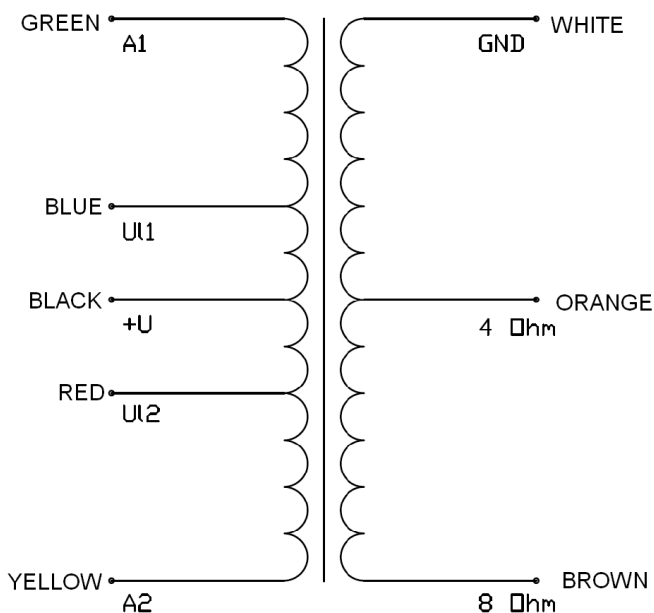 GREEN
A1
WHITE
GND
BLUE
Ul1
BLACK
+U
ORANGE
4 Ohm
RED
Ul2
YELLOW
A2
BROWN
8 Ohm